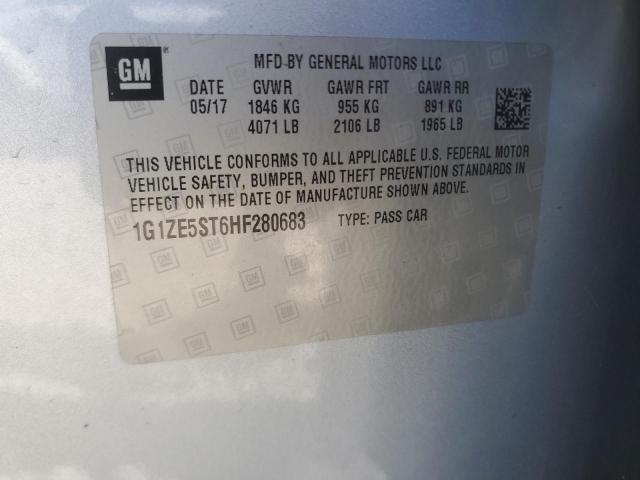 GM
MFD BY GENERAL MOTORS LLC
DATE GVWR GAWR FRT GAWR RR
05/17 1846 KG 955 KG 891 KG
4071 LB 2106 LB 1965 LB
THIS VEHICLE CONFORMS TO ALL APPLICABLE U.S. FEDERAL MOTOR
VEHICLE SAFETY, BUMPER, AND THEFT PREVENTION STANDARDS IN
EFFECT ON THE DATE OF MANUFACTURE SHOWN ABOVE.
1G1ZE5ST6HF280683 TYPE: PASS CAR